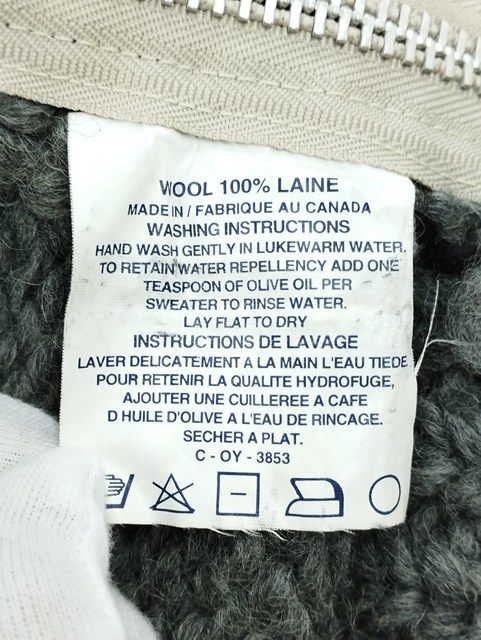 WOOL 100% LAINE
MADE IN / FABRIQUE AU CANADA
WASHING INSTRUCTIONS
HAND WASH GENTLY IN LUKEWARM WATER.
TO RETAIN WATER REPELLENCY ADD ONE
TEASPOON OF OLIVE OIL PER
SWEATER TO RINSE WATER.
LAY FLAT TO DRY
INSTRUCTIONS DE LAVAGE
LAVER DELICATEMENT A LA MAIN L'EAU TIEDE
POUR RETENIR LA QUALITE HYDROFUGE,
AJOUTER UNE CUILLEREE A CAFE
D HUILE D'OLIVE A L'EAU DE RINCAGE.
SECHER A PLAT.
C - OY - 3853